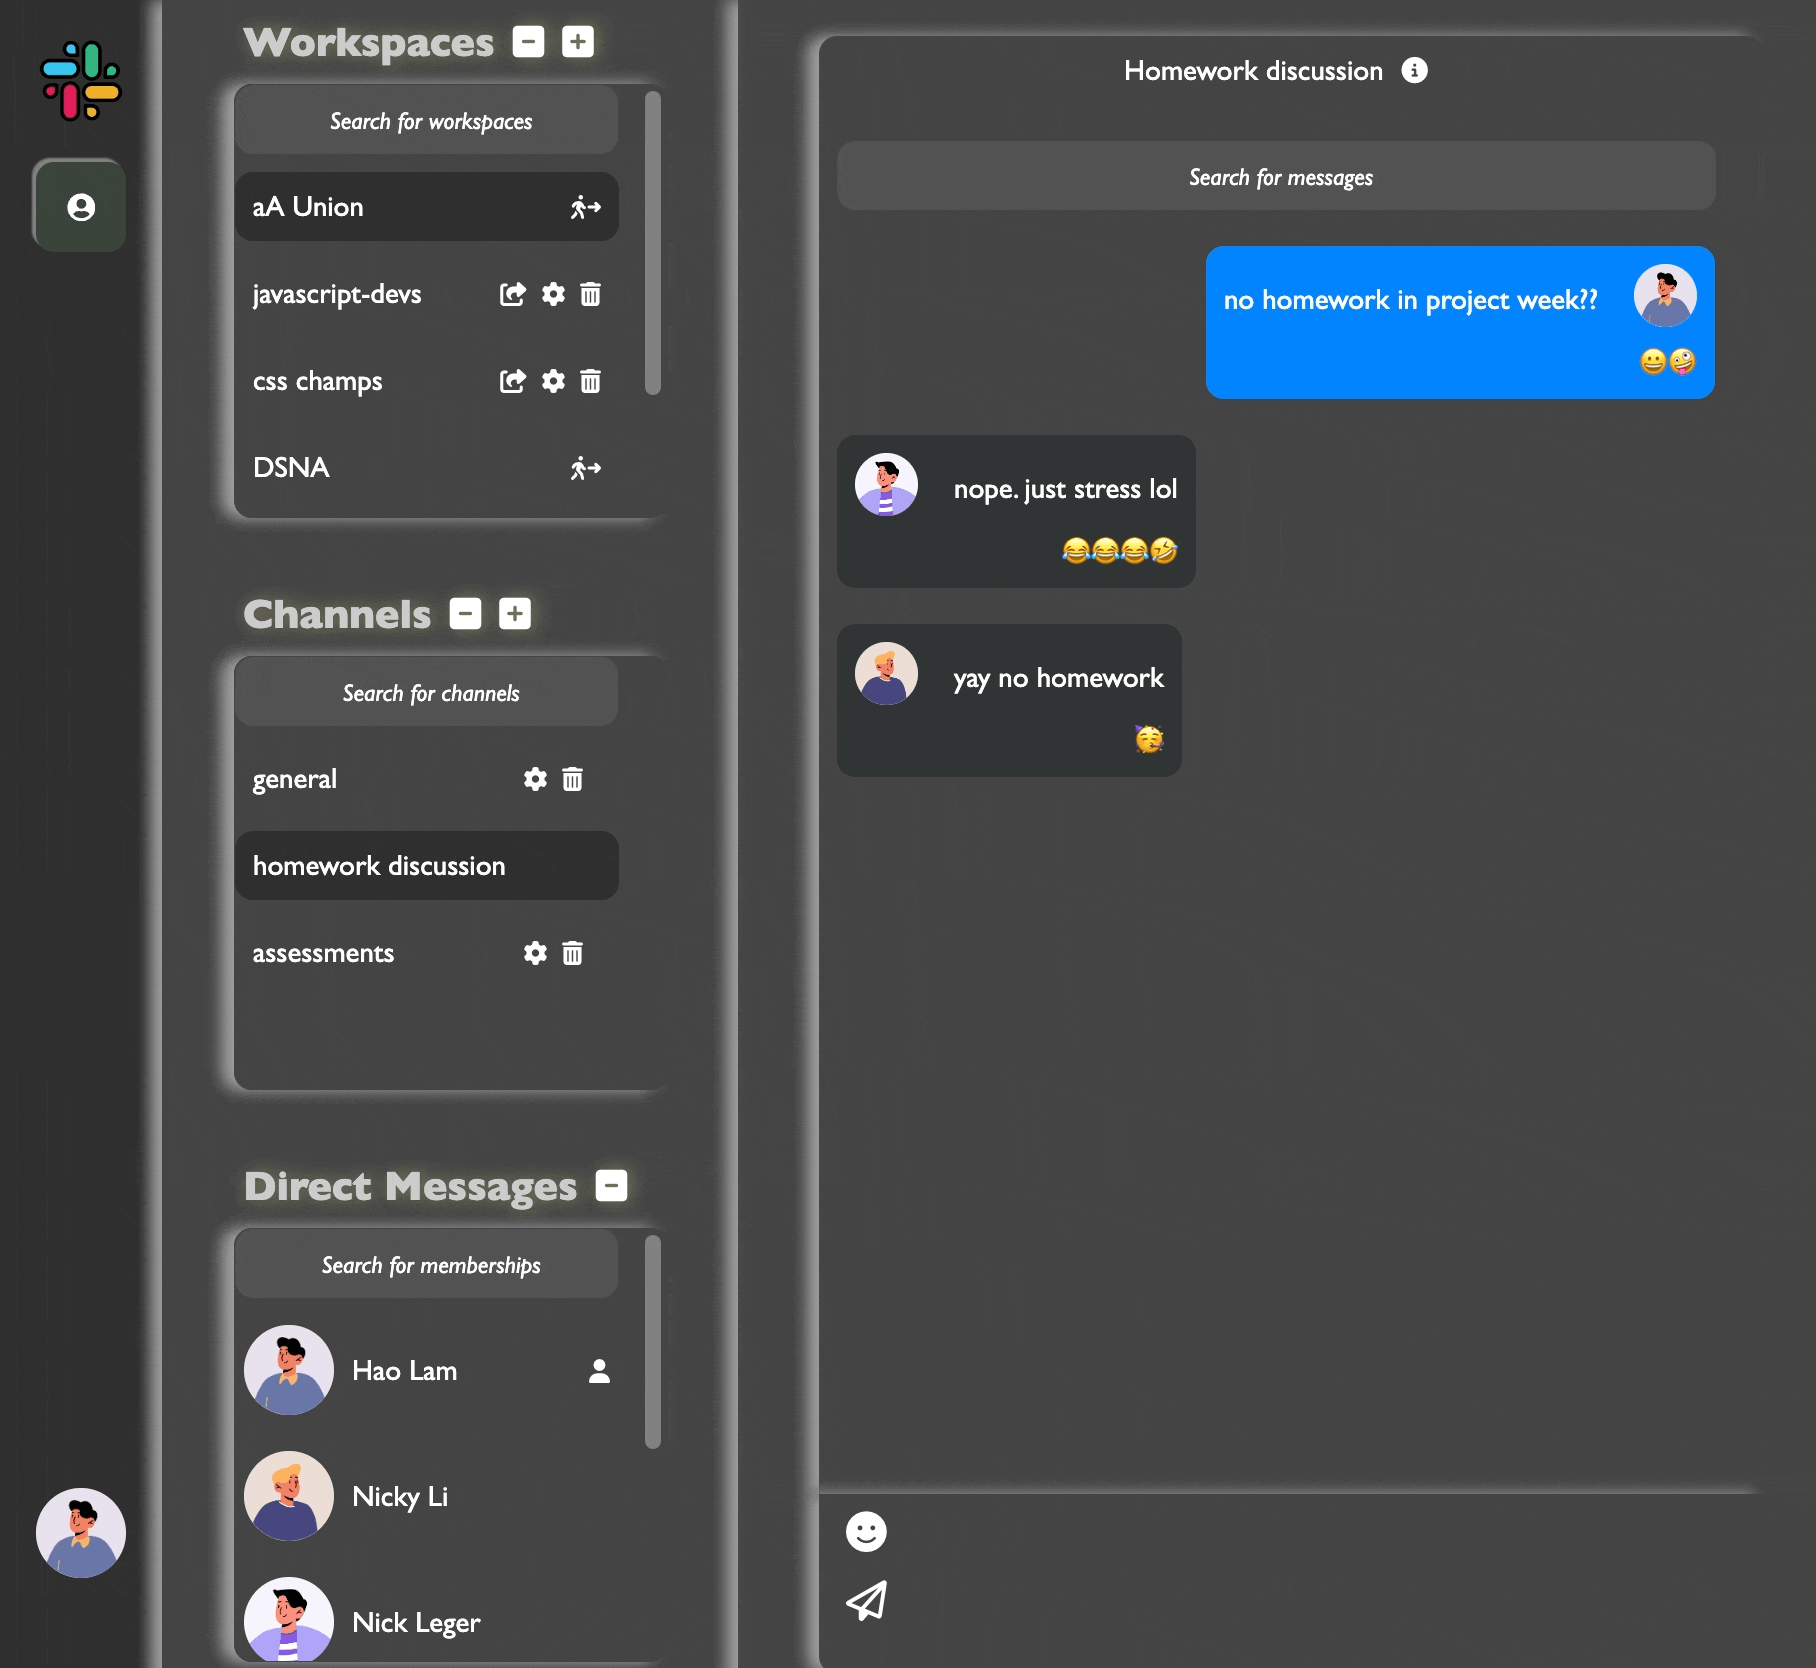 Workspaces
Search for workspaces
aA Union
javascript-devs
css champs
DSNA
Channels
Search for channels
general
homework discussion
assessments
Direct Messages
Search for memberships
Hao Lam
Nicky Li
Nick Leger
Homework discussion
Search for messages
no homework in project week??
😀🤪
nope. just stress lol
😂😂😂🤣
yay no homework
🥳